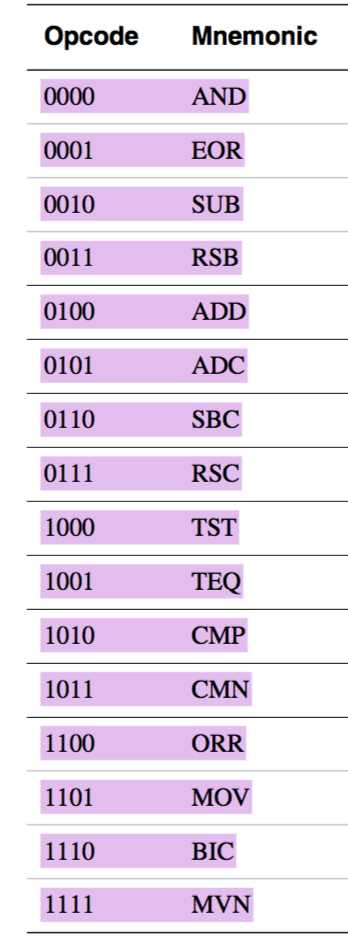 Opcode Mnemonic
0000 AND
0001 EOR
0010 SUB
0011 RSB
0100 ADD
0101 ADC
0110 SBC
0111 RSC
1000 TST
1001 TEQ
1010 CMP
1011 CMN
1100 ORR
1101 MOV
1110 BIC
1111 MVN